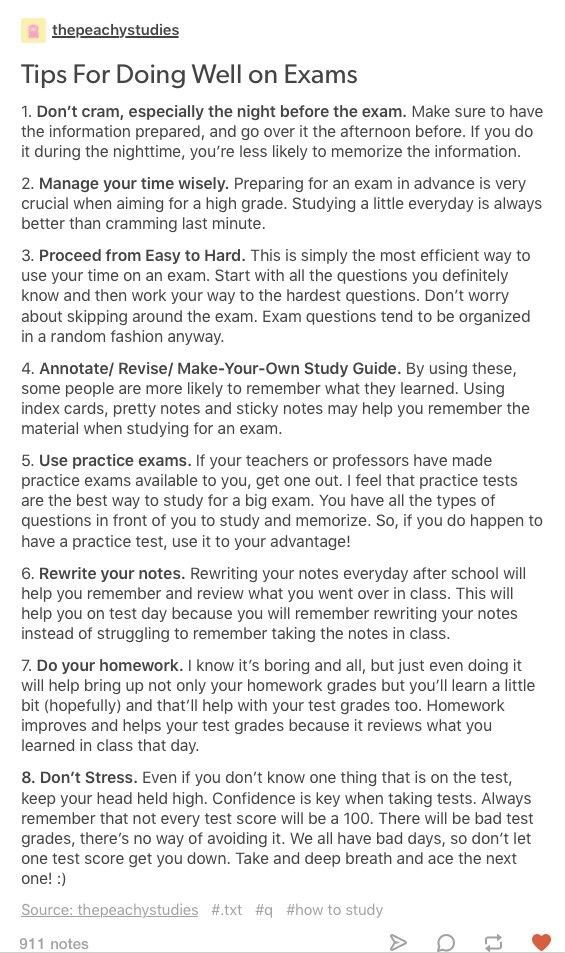 thepeachystudies
Tips For Doing Well on Exams
1. Don’t cram, especially the night before the exam. Make sure to have
the information prepared, and go over it the afternoon before. If you do
it during the nighttime, you’re less likely to memorize the information.
2. Manage your time wisely. Preparing for an exam in advance is very
crucial when aiming for a high grade. Studying a little everyday is always
better than cramming last minute.
3. Proceed from Easy to Hard. This is simply the most efficient way to
use your time on an exam. Start with all the questions you definitely
know and then work your way to the hardest questions. Don’t worry
about skipping around the exam. Exam questions tend to be organized
in a random fashion anyway.
4. Annotate/ Revise/ Make-Your-Own Study Guide. By using these,
some people are more likely to remember what they learned. Using
index cards, pretty notes and sticky notes may help you remember the
material when studying for an exam.
5. Use practice exams. If your teachers or professors have made
practice exams available to you, get one out. I feel that practice tests
are the best way to study for a big exam. You have all the types of
questions in front of you to study and memorize. So, if you do happen to
have a practice test, use it to your advantage!
6. Rewrite your notes. Rewriting your notes everyday after school will
help you remember and review what you went over in class. This will
help you on test day because you will remember rewriting your notes
instead of struggling to remember taking the notes in class.
7. Do your homework. I know it’s boring and all, but just even doing it
will help bring up not only your homework grades but you’ll learn a little
bit (hopefully) and that’ll help with your test grades too. Homework
improves and helps your test grades because it reviews what you
learned in class that day.
8. Don’t Stress. Even if you don’t know one thing that is on the test,
keep your head held high. Confidence is key when taking tests. Always
remember that not every test score will be a 100. There will be bad test
grades, there’s no way of avoiding it. We all have bad days, so don’t let
one test score get you down. Take and deep breath and ace the next
one! :)
Source: thepeachystudies #.txt #q #how to study
911 notes